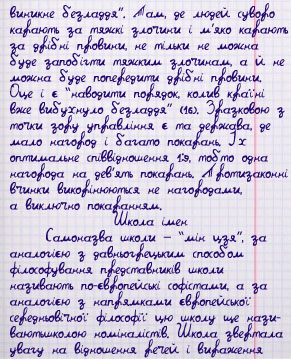 виникне безладдя". Там, де людей суворо
карають за тяжкі злочини і м'яко карають
за дрібні провини, не тільки не можна
буде запобігти тяжким злочинам, а й не
можна буде попередити дрібні провини.
Оце і є "наводити порядок, коли в країні
вже вибухнуло безладдя" (16). Зразковою з
точки зору управління є та держава, де
мало нагород і багато покарань. Їх
оптимальне співвідношення 1:9, тобто одна
нагорода на дев'ять покарань. Протизаконні
вчинки викорінюються не нагородами,
а виключно покаранням.
Школа імен
Самоназва школи – "мін цзя", за
аналогією з давньогрецьким способом
філософування представників школи
називають по-європейські софістами, а за
аналогією з напрямками європейської
середньовічної філософії цю школу ще нази-
ваютьшколою номіналістів. Школа звертала
увагу на відношення речей і вираження